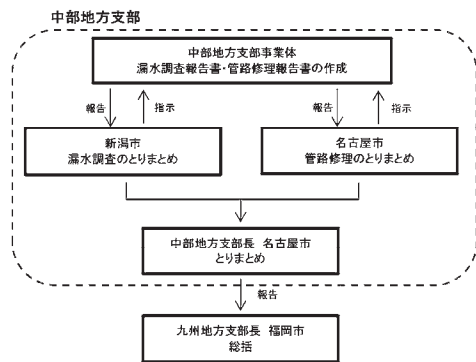 中部地方支部
中部地方支部事業体
漏水調査報告書・管路修理報告書の作成
報告
指示
報告
指示
新潟市
漏水調査のとりまとめ
名古屋市
管路修理のとりまとめ
中部地方支部長 名古屋市
とりまとめ
報告
九州地方支部長 福岡市
総括